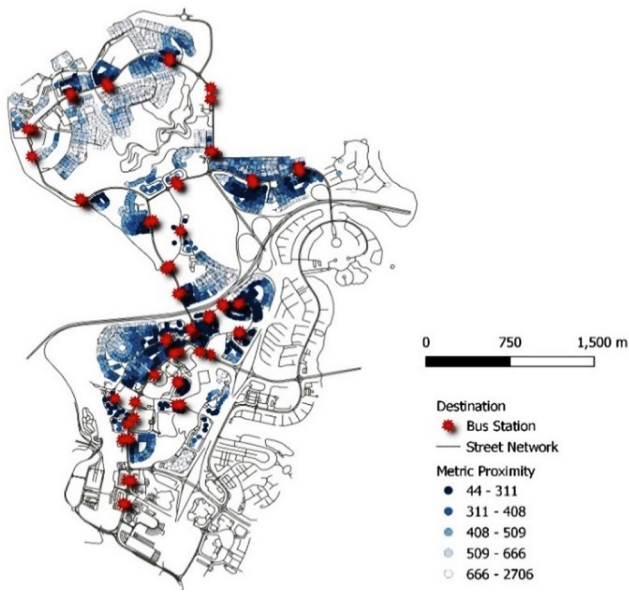 0 750 1,500 m
Destination
Bus Station
Street Network
Metric Proximity
44 - 311
311 - 408
408 - 509
509 - 666
666 - 2706